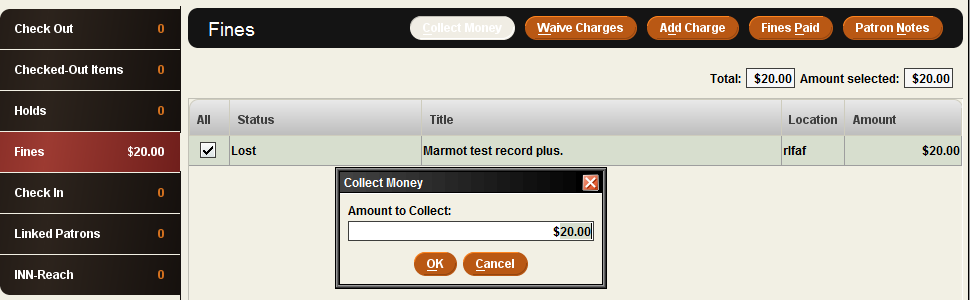 Check Out 0
Checked-Out Items 0
Holds 0
Fines $20.00
Check In 0
Linked Patrons 0
INN-Reach 0
Fines Collect Money Waive Charges Add Charge Fines Paid Patron Notes
Total: $20.00 Amount selected: $20.00
All Status Title Location Amount
Lost Marmot test record plus. rlfaf $20.00
Collect Money
Amount to Collect:
$20.00
OK Cancel